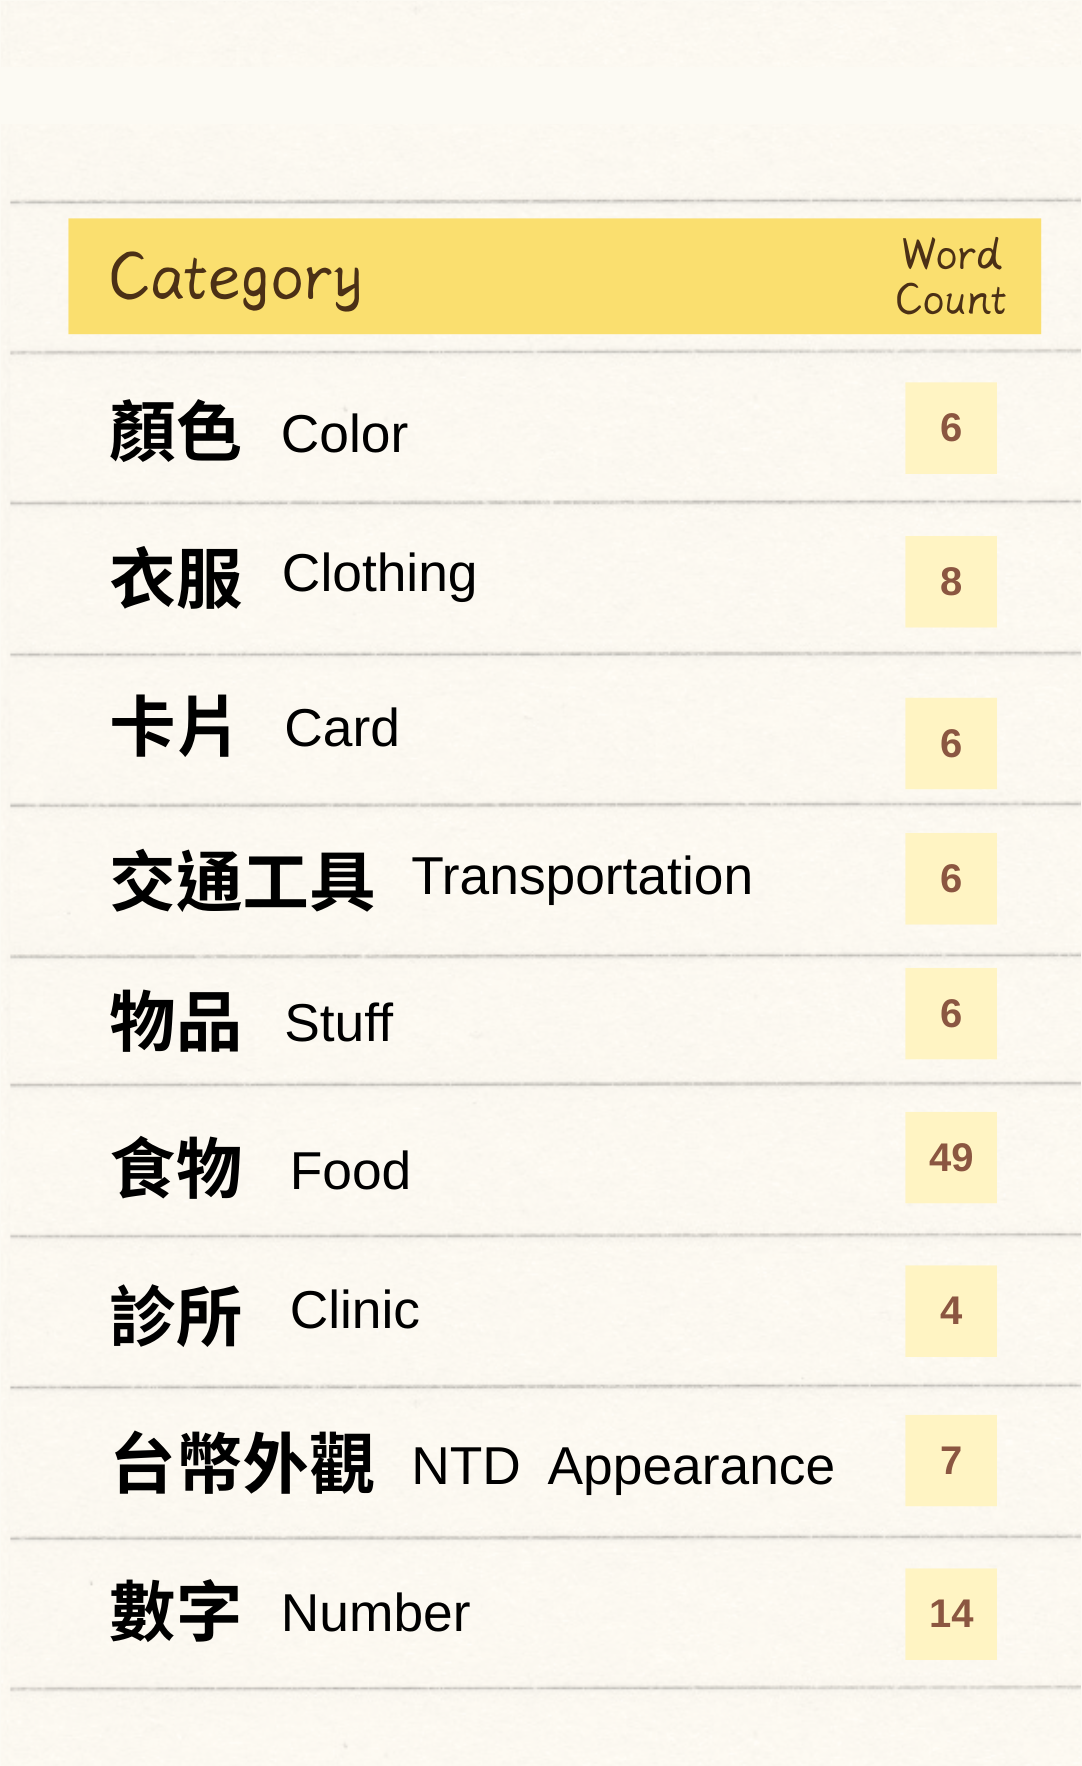 Category Word Count
顏色 Color 6
衣服 Clothing 8
卡片 Card 6
交通工具 Transportation 6
物品 Stuff 6
食物 Food 49
診所 Clinic 4
台幣外觀 NTD Appearance 7
數字 Number 14